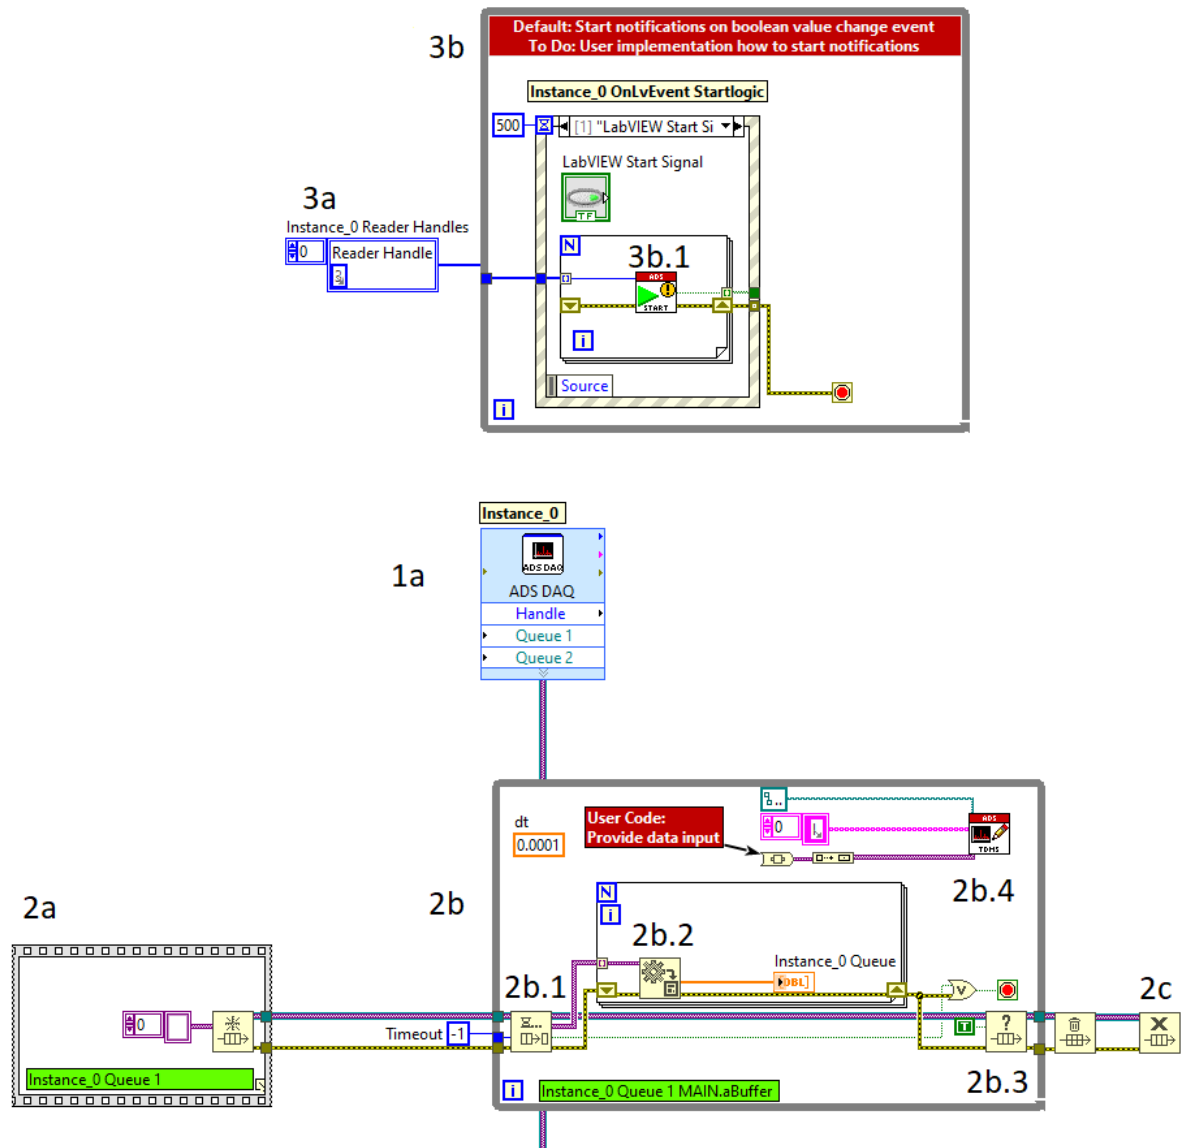 Default: Start notifications on boolean value change event
To Do: User implementation how to start notifications
3b
Instance_0 OnLvEvent Startlogic
500
[1] "LabVIEW Start Si
LabVIEW Start Signal
TF
3a
Instance_0 Reader Handles
0
Reader Handle
N
3b.1
ADS
START
i
Source
i
Instance_0
1a
ADS DAQ
ADS DAQ
Handle
Queue 1
Queue 2
dt
0.0001
User Code:
Provide data input
0
ADS
TDMS
2b.4
2a
2b
N
i
2b.2
Instance_0 Queue
DBL]
2b.1
V
2c
0
Timeout
-1
T
?
X
Instance_0 Queue 1
2b.3
i
Instance_0 Queue 1 MAIN.aBuffer